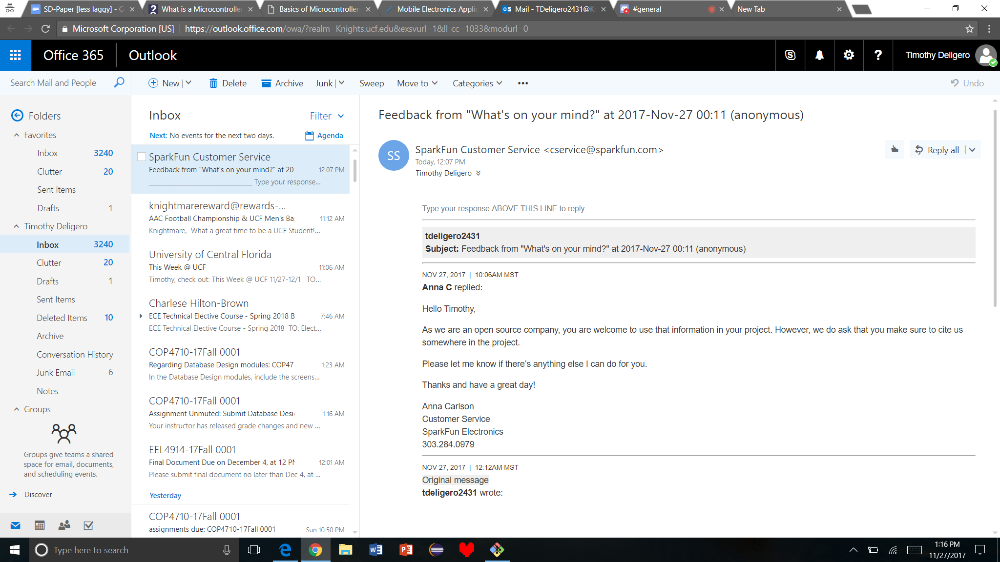 SD-Paper [less laggy] - G
What is a Microcontroller
Basics of Microcontroller
Mobile Electronics Applic
Mail - TDeligero2431@K
#general
New Tab
Microsoft Corporation [US] | https://outlook.office.com/owa/?realm=Knights.ucf.edu&exsvurl=1&ll-cc=1033&modurl=0
Office 365
Outlook
Timothy Deligero
Search Mail and People
New
Delete
Archive
Junk
Sweep
Move to
Categories
Undo
Folders
Favorites
Inbox 3240
Clutter 20
Sent Items
Drafts 1
Timothy Deligero
Inbox 3240
Clutter 20
Drafts 1
Sent Items
Deleted Items 10
Archive
Conversation History
Junk Email 6
Notes
Groups
Groups give teams a shared
space for email, documents,
and scheduling events.
Discover
Inbox
Filter
Next: No events for the next two days.
Agenda
SparkFun Customer Service
Feedback from "What's on your mind?" at 20 12:07 PM
Type your response...
knightmarereward@rewards-...
AAC Football Championship & UCF Men's Ba 11:12 AM
Knightmare, What a great time to be a UCF Student!...
University of Central Florida
This Week @ UCF 11:06 AM
Timothy, check out: This Week @ UCF 11/27-12/1 TO...
Charlese Hilton-Brown
ECE Technical Elective Course - Spring 2018 B 7:46 AM
ECE Technical Elective Course - Spring 2018 TO: Elect...
COP4710-17Fall 0001
Regarding Database Design modules: COP47 1:23 AM
In the Database Design modules, include the screens...
COP4710-17Fall 0001
Assignment Unmuted: Submit Database Desi 1:16 AM
Your instructor has released grade changes and new ...
EEL4914-17Fall 0001
Final Document Due on December 4, at 12 PM 12:01 AM
Please submit final document no later than Dec 4, at ...
Yesterday
COP4710-17Fall 0001
assignments due: COP4710-17Fall 0001 Sun 10:50 PM
Feedback from "What's on your mind?" at 2017-Nov-27 00:11 (anonymous)
SS
SparkFun Customer Service <cservice@sparkfun.com>
Today, 12:07 PM
Timothy Deligero
Reply all
Type your response ABOVE THIS LINE to reply
tdeligero2431
Subject: Feedback from "What's on your mind?" at 2017-Nov-27 00:11 (anonymous)
NOV 27, 2017 | 10:06AM MST
Anna C replied:
Hello Timothy,
As we are an open source company, you are welcome to use that information in your project. However, we do ask that you make sure to cite us
somewhere in the project.
Please let me know if there's anything else I can do for you.
Thanks and have a great day!
Anna Carlson
Customer Service
SparkFun Electronics
303.284.0979
NOV 27, 2017 | 12:12AM MST
Original message
tdeligero2431 wrote:
Type here to search
1:16 PM
11/27/2017